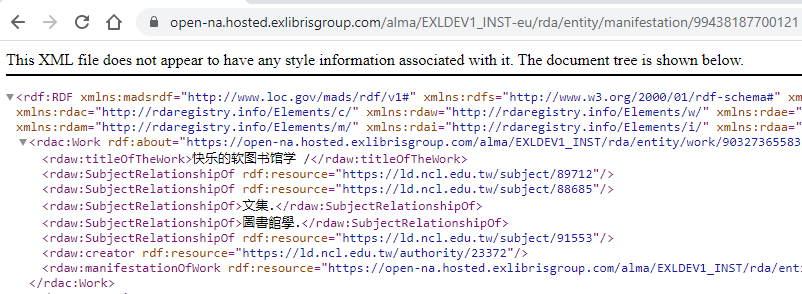 open-na.hosted.exlibrisgroup.com/alma/EXLDEV1_INST-eu/rda/entity/manifestation/99438187700121
This XML file does not appear to have any style information associated with it. The document tree is shown below.
▼<rdf:RDF xmlns:madsrdf="http://www.loc.gov/mads/rdf/v1#" xmlns:rdfs="http://www.w3.org/2000/01/rdf-schema#"
xmlns:rdac="http://rdaregistry.info/Elements/c/" xmlns:rdaw="http://rdaregistry.info/Elements/w/" xmlns:rdae=
xmlns:rdam="http://rdaregistry.info/Elements/m/" xmlns:rdai="http://rdaregistry.info/Elements/i/" xmlns:rdaa=
▼<rdac:Work rdf:about="https://open-na.hosted.exlibrisgroup.com/alma/EXLDEV1_INST/rda/entity/work/90327365583
<rdaw:titleOfTheWork>快乐的软图书馆学 /</rdaw:titleOfTheWork>
<rdaw:SubjectRelationshipOf rdf:resource="https://ld.ncl.edu.tw/subject/89712"/>
<rdaw:SubjectRelationshipOf rdf:resource="https://ld.ncl.edu.tw/subject/88685"/>
<rdaw:SubjectRelationshipOf>文集.</rdaw:SubjectRelationshipOf>
<rdaw:SubjectRelationshipOf>圖書館學.</rdaw:SubjectRelationshipOf>
<rdaw:SubjectRelationshipOf rdf:resource="https://ld.ncl.edu.tw/subject/91553"/>
<rdaw:creator rdf:resource="https://ld.ncl.edu.tw/authority/23372"/>
<rdaw:manifestationOfWork rdf:resource="https://open-na.hosted.exlibrisgroup.com/alma/EXLDEV1_INST/rda/enti
</rdac:Work>